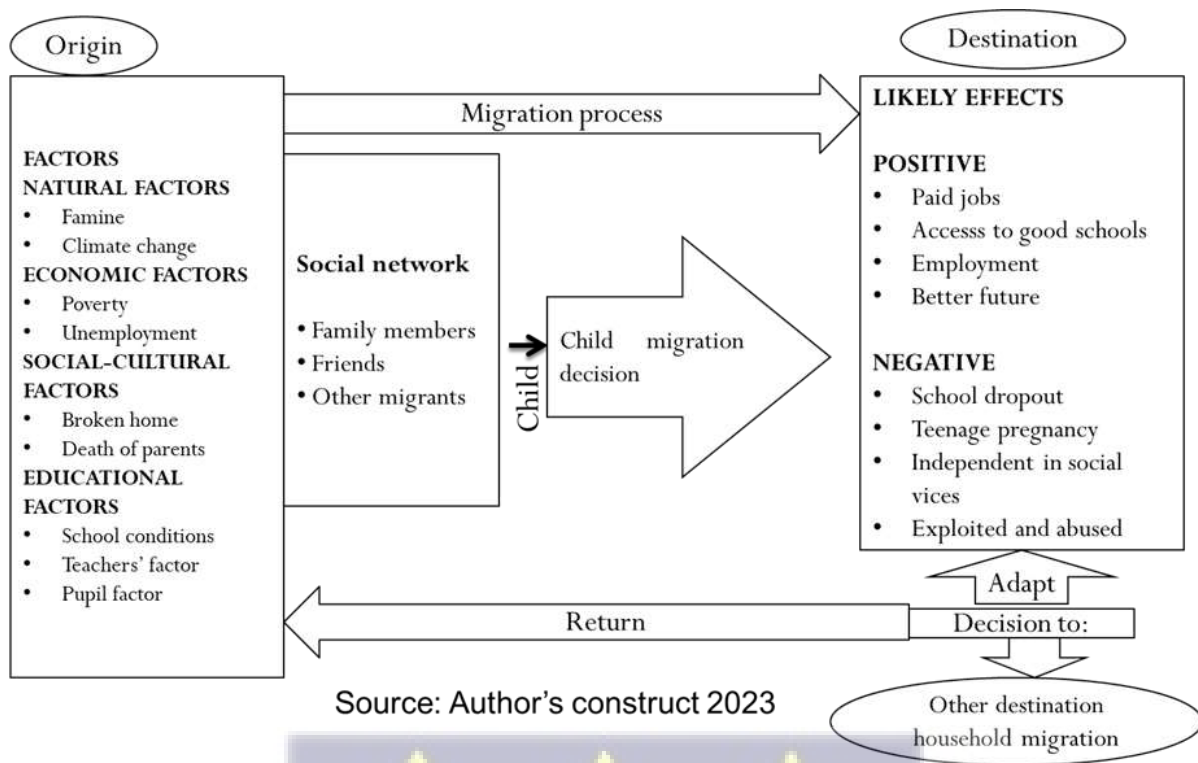 Origin
Destination
Migration process
FACTORS
NATURAL FACTORS
• Famine
• Climate change
ECONOMIC FACTORS
• Poverty
• Unemployment
SOCIAL-CULTURAL
FACTORS
• Broken home
• Death of parents
EDUCATIONAL
FACTORS
• School conditions
• Teachers’ factor
• Pupil factor
Social network
• Family members
• Friends
• Other migrants
Child
Child migration
decision
LIKELY EFFECTS
POSITIVE
• Paid jobs
• Accesss to good schools
• Employment
• Better future
NEGATIVE
• School dropout
• Teenage pregnancy
• Independent in social
vices
• Exploited and abused
Adapt
Decision to:
Return
Other destination
household migration
Source: Author’s construct 2023